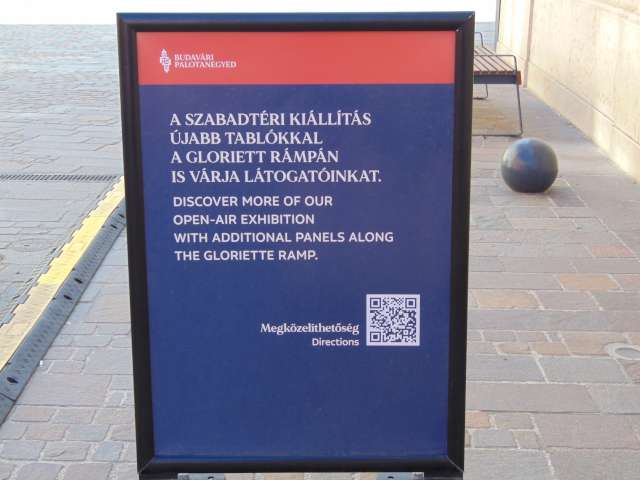 BUDAVÁRI
PALOTANEGYED
A SZABADTÉRI KIÁLLÍTÁS
ÚJABB TABLÓKKAL
A GLORIETT RÁMPÁN
IS VÁRJA LÁTOGATÓINKAT.
DISCOVER MORE OF OUR
OPEN-AIR EXHIBITION
WITH ADDITIONAL PANELS ALONG
THE GLORIETTE RAMP.
Megközelíthetőség
Directions